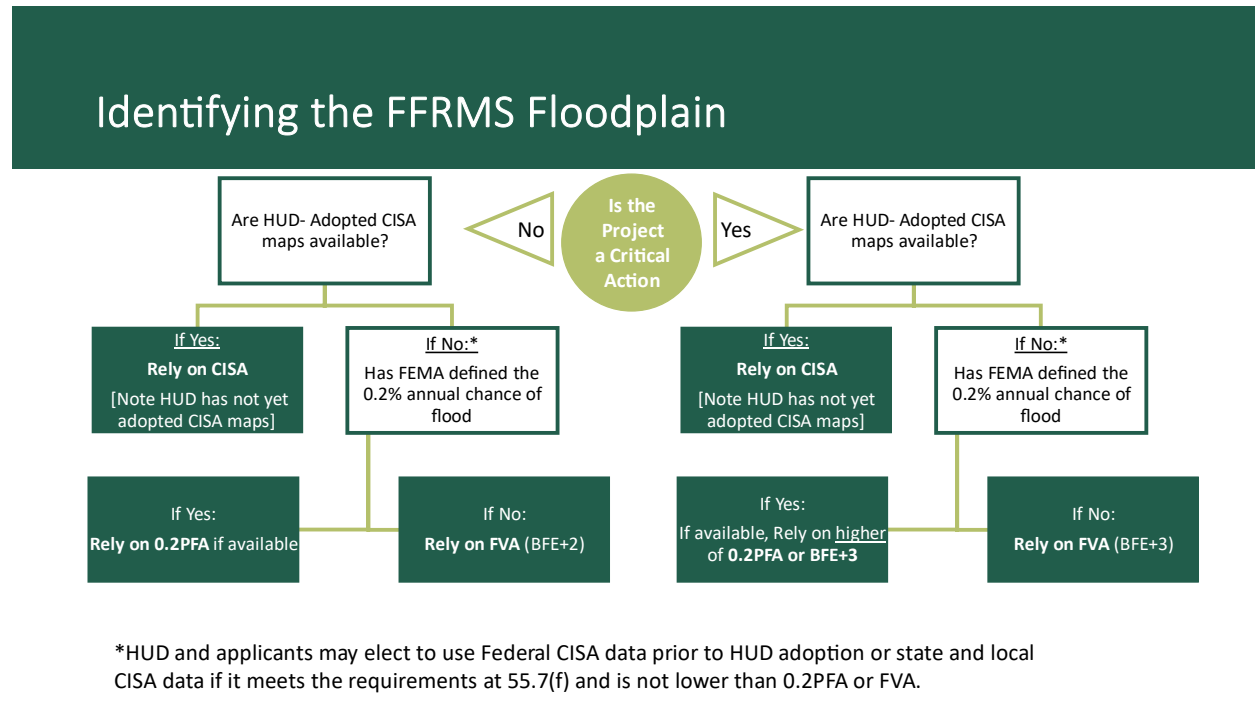 Identifying the FFRMS Floodplain
Are HUD- Adopted CISA
maps available?
No
Is the
Project
a Critical
Action
Yes
Are HUD- Adopted CISA
maps available?
If Yes:
Rely on CISA
[Note HUD has not yet
adopted CISA maps]
If No:*
Has FEMA defined the
0.2% annual chance of
flood
If Yes:
Rely on CISA
[Note HUD has not yet
adopted CISA maps]
If No:*
Has FEMA defined the
0.2% annual chance of
flood
If Yes:
Rely on 0.2PFA if available
If No:
Rely on FVA (BFE+2)
If Yes:
If available, Rely on higher
of 0.2PFA or BFE+3
If No:
Rely on FVA (BFE+3)
*HUD and applicants may elect to use Federal CISA data prior to HUD adoption or state and local
CISA data if it meets the requirements at 55.7(f) and is not lower than 0.2PFA or FVA.